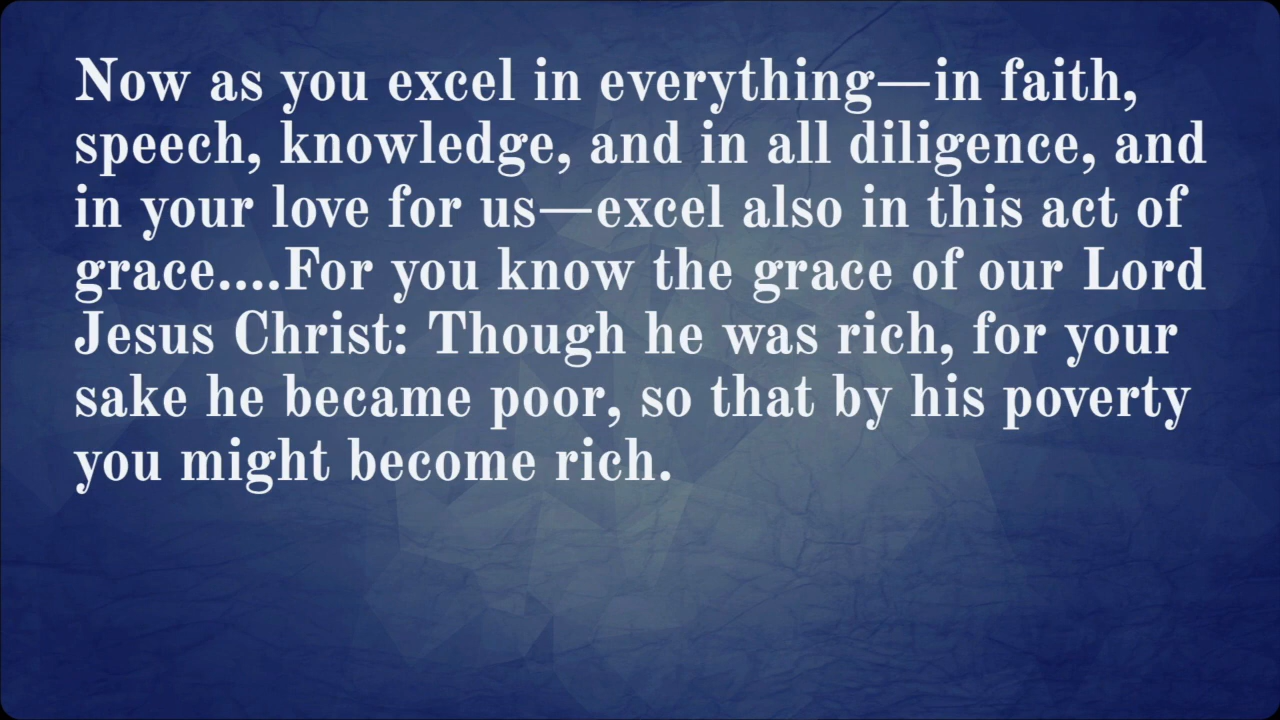 Now as you excel in everything—in faith,
speech, knowledge, and in all diligence, and
in your love for us—excel also in this act of
grace....For you know the grace of our Lord
Jesus Christ: Though he was rich, for your
sake he became poor, so that by his poverty
you might become rich.